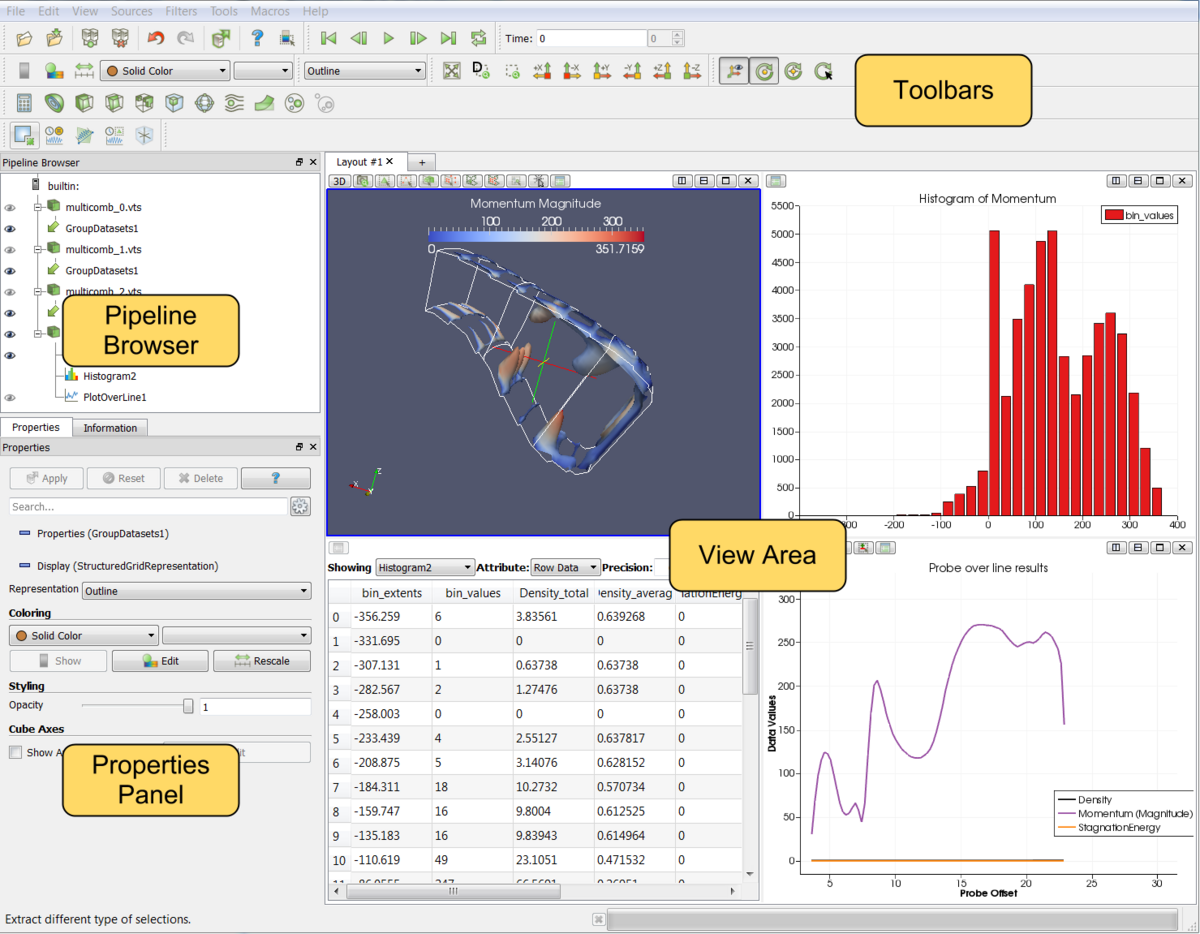 File Edit View Sources Filters Tools Macros Help
Time: 0 0
Solid Color Outline
Toolbars
Pipeline Browser
builtin:
multicomb_0.vts
GroupDatasets1
multicomb_1.vts
GroupDatasets1
multicomb_2.vts
Pipeline
Browser
Histogram2
PlotOverLine1
Properties Information
Properties
Apply Reset Delete ?
Search...
Properties (GroupDatasets1)
Display (StructuredGridRepresentation)
Representation Outline
Coloring
Solid Color
Show Edit Rescale
Styling
Opacity 1
Cube Axes
Show
Properties
Panel
Extract different type of selections.
Layout #1 +
3D
Momentum Magnitude
100 200 300
0 351.7159
X Y Z
Histogram of Momentum
bin_values
5500
5000
4500
4000
3500
3000
2500
2000
1500
1000
500
0
-200 -100 0 100 200 300 400
View Area
Showing Histogram2 Attribute: Row Data Precision:
bin_extents bin_values Density_total
0 -356.259 6 3.83561 0.639268 0
1 -331.695 0 0 0 0
2 -307.131 1 0.63738 0.63738 0
3 -282.567 2 1.27476 0.63738 0
4 -258.003 0 0 0 0
5 -233.439 4 2.55127 0.637817 0
6 -208.875 5 3.14076 0.628152 0
7 -184.311 18 10.2732 0.570734 0
8 -159.747 16 9.8004 0.612525 0
9 -135.183 16 9.83943 0.614964 0
10 -110.619 49 23.1051 0.471532 0
Probe over line results
300
250
200
150
100
50
0
Data Values
Density
Momentum (Magnitude)
StagnationEnergy
5 10 15 20 25 30
Probe Offset